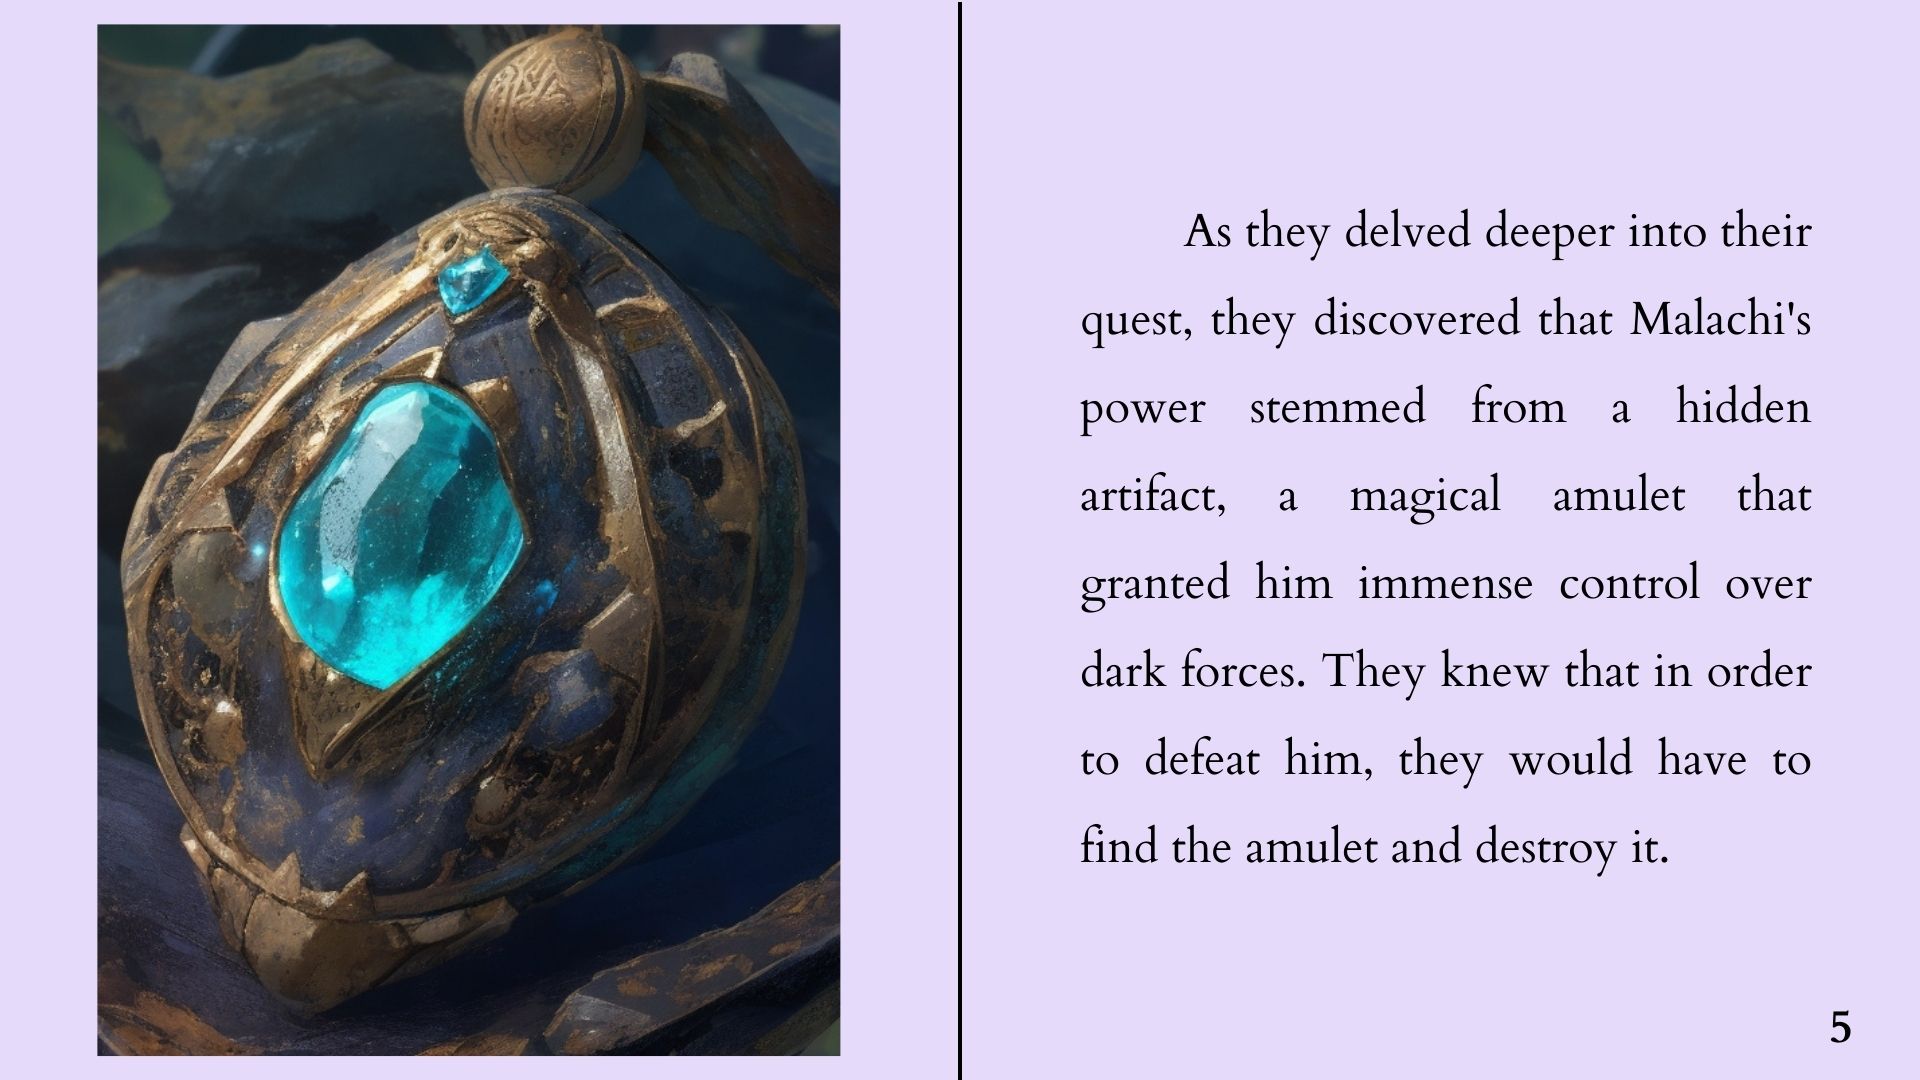 As they delved deeper into their
quest, they discovered that Malachi's
power stemmed from a hidden
artifact, a magical amulet that
granted him immense control over
dark forces. They knew that in order
to defeat him, they would have to
find the amulet and destroy it.
5